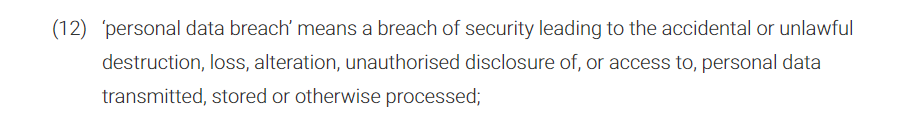 (12) ‘personal data breach’ means a breach of security leading to the accidental or unlawful
destruction, loss, alteration, unauthorised disclosure of, or access to, personal data
transmitted, stored or otherwise processed;